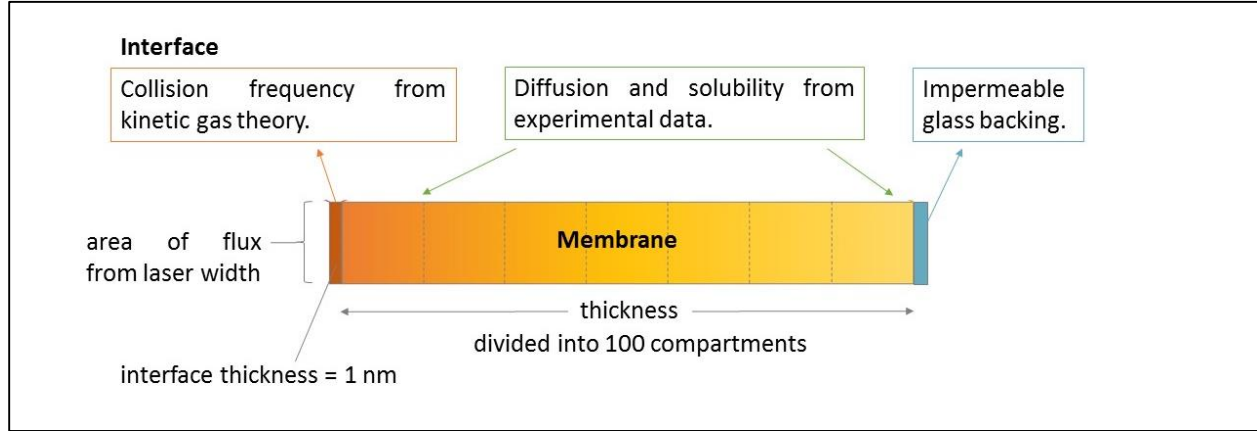 Interface
Collision frequency from
kinetic gas theory.
Diffusion and solubility from
experimental data.
Impermeable
glass backing.
area of flux
from laser width
Membrane
thickness
divided into 100 compartments
interface thickness = 1 nm